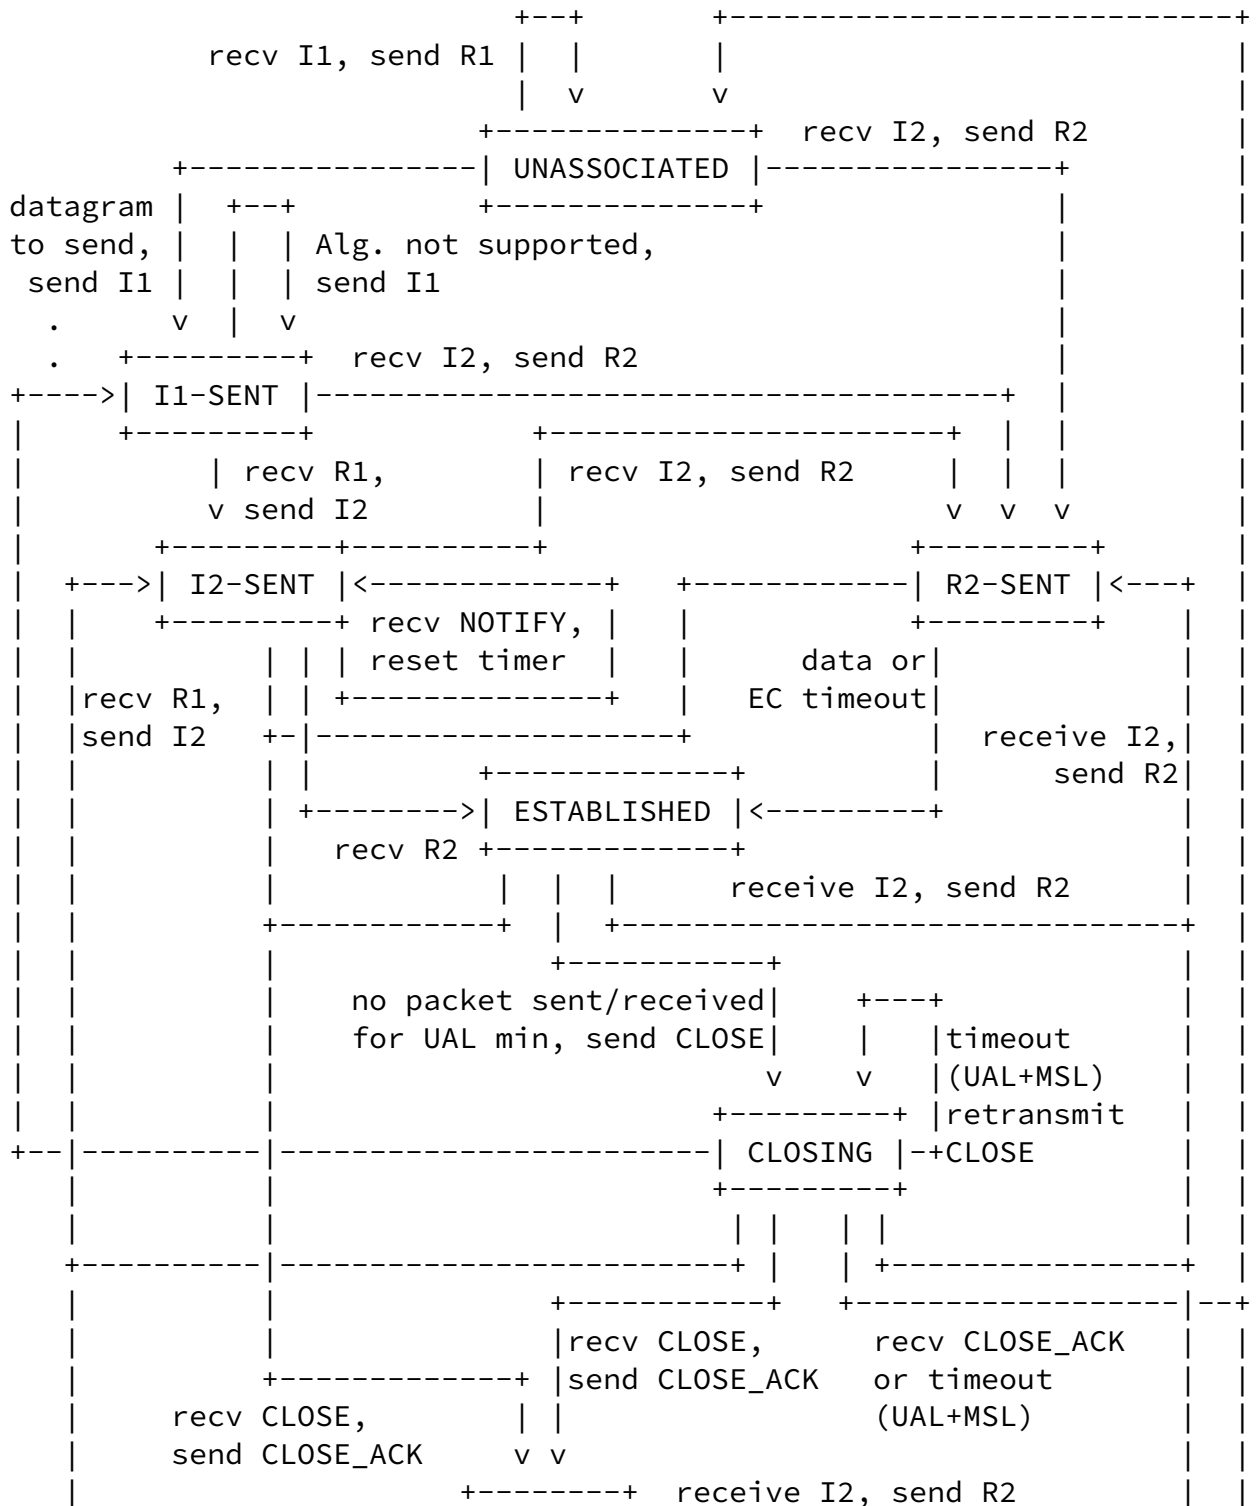 +--+       +----------------------------+
           recv I1, send R1 |  |       |                            |
                            |  v       v                            |
                          +--------------+  recv I2, send R2        |
         +----------------| UNASSOCIATED |----------------+         |
datagram |  +--+          +--------------+                |         |
to send, |  |  | Alg. not supported,                      |         |
 send I1 |  |  | send I1                                  |         |
  .      v  |  v                                          |         |
  .   +---------+  recv I2, send R2                       |         |
+---->| I1-SENT |--------------------------------------+  |         |
|     +---------+            +----------------------+  |  |         |
|          | recv R1,        | recv I2, send R2     |  |  |         |
|          v send I2         |                      v  v  v         |
|       +---------+----------+                    +---------+       |
|  +--->| I2-SENT |<-------------+   +------------| R2-SENT |<---+  |
|  |    +---------+ recv NOTIFY, |   |            +---------+    |  |
|  |          | | | reset timer  |   |      data or|             |  |
|  |recv R1,  | | +--------------+   |   EC timeout|             |  |
|  |send I2   +-|--------------------+             |  receive I2,|  |
|  |          | |         +-------------+          |      send R2|  |
|  |          | +-------->| ESTABLISHED |<---------+             |  |
|  |          |   recv R2 +-------------+                        |  |
|  |          |            |  |  |      receive I2, send R2      |  |
|  |          +------------+  |  +-------------------------------+  |
|  |          |               +-----------+                      |  |
|  |          |    no packet sent/received|    +---+             |  |
|  |          |    for UAL min, send CLOSE|    |   |timeout      |  |
|  |          |                           v    v   |(UAL+MSL)    |  |
|  |          |                        +---------+ |retransmit   |  |
+--|----------|------------------------| CLOSING |-+CLOSE        |  |
   |          |                        +---------+               |  |
   |          |                         | |   | |                |  |
   +----------|-------------------------+ |   | +----------------+  |
   |          |               +-----------+   +------------------|--+
   |          |               |recv CLOSE,      recv CLOSE_ACK   |  |
   |          +-------------+ |send CLOSE_ACK   or timeout       |  |
   |     recv CLOSE,        | |                 (UAL+MSL)        |  |
   |     send CLOSE_ACK     v v                                  |  |
   |                     +--------+  receive I2, send R2         |  |